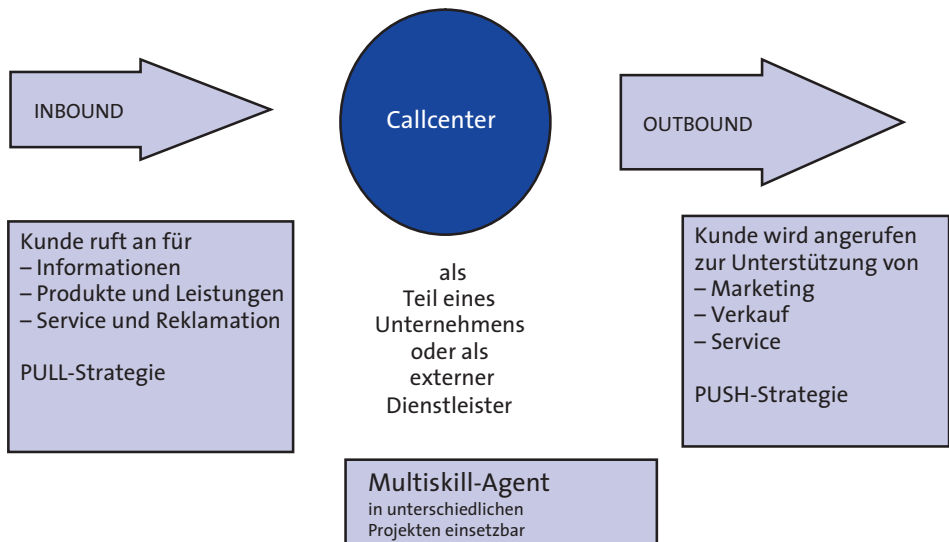 INBOUND
Callcenter
OUTBOUND
Kunde ruft an für
– Informationen
– Produkte und Leistungen
– Service und Reklamation
PULL-Strategie
als
Teil eines
Unternehmens
oder als
externer
Dienstleister
Kunde wird angerufen
zur Unterstützung von
– Marketing
– Verkauf
– Service
PUSH-Strategie
Multiskill-Agent
in unterschiedlichen
Projekten einsetzbar